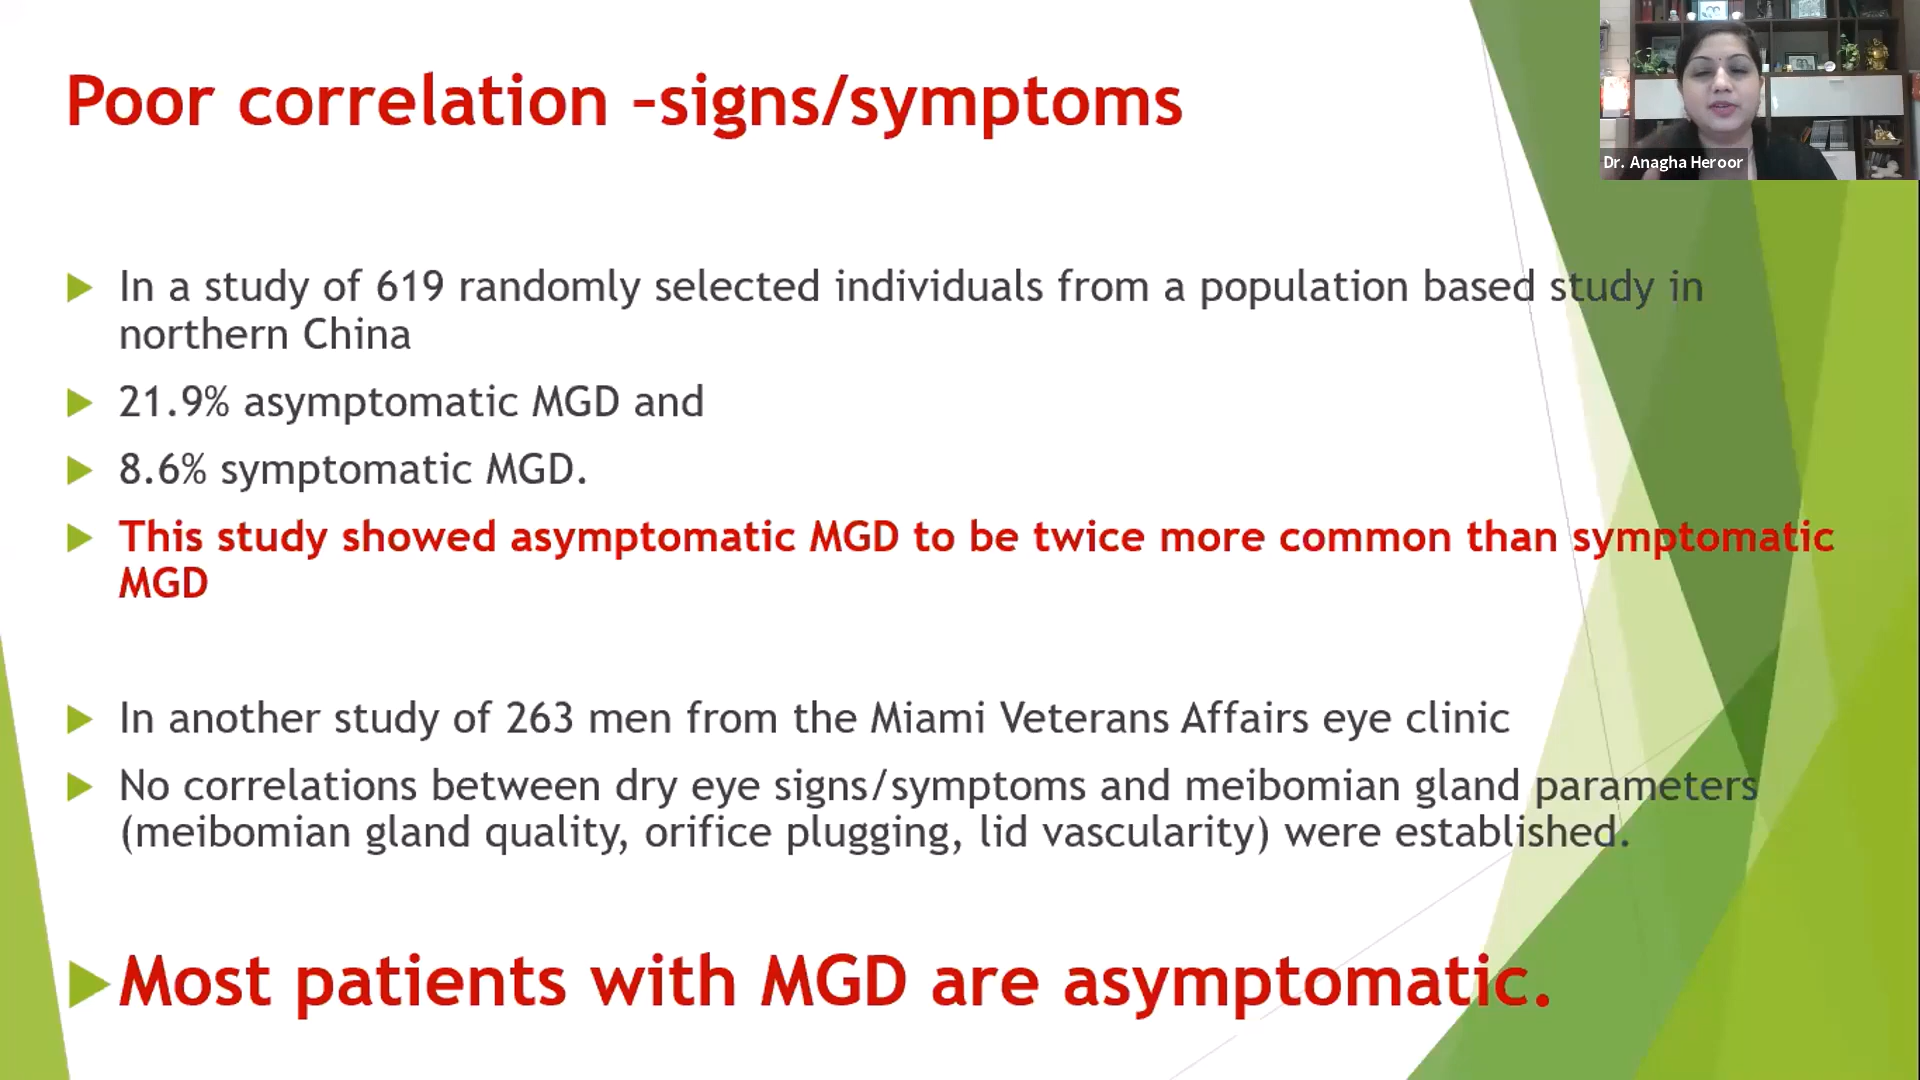 Poor correlation -signs/symptoms
Dr. Anagha Heroor
In a study of 619 randomly selected individuals from a population based study in
northern China
21.9% asymptomatic MGD and
8.6% symptomatic MGD.
This study showed asymptomatic MGD to be twice more common than symptomatic
MGD
In another study of 263 men from the Miami Veterans Affairs eye clinic
No correlations between dry eye signs/symptoms and meibomian gland parameters
(meibomian gland quality, orifice plugging, lid vascularity) were established.
Most patients with MGD are asymptomatic.